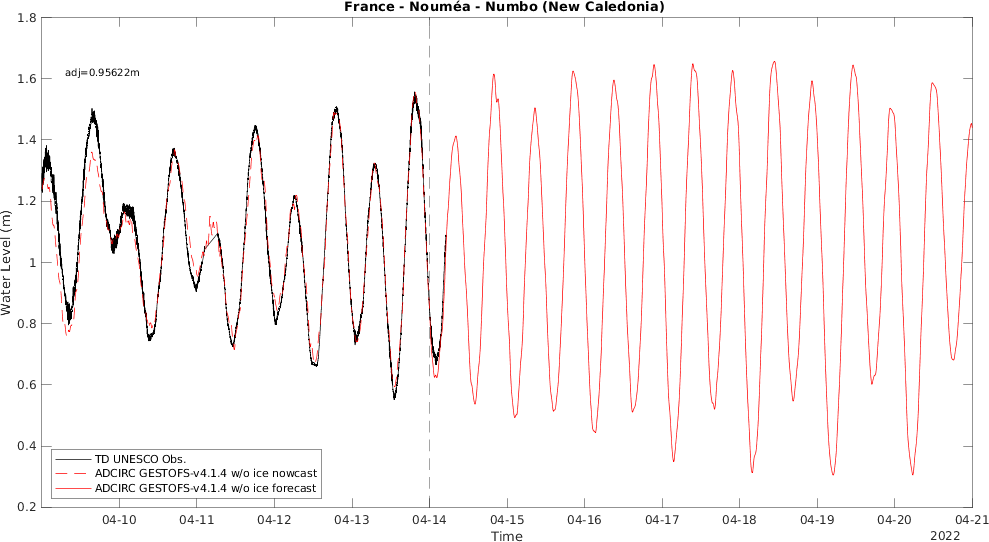 France - Nouméa - Numbo (New Caledonia)
adj=0.95622m
Water Level (m)
1.8
1.6
1.4
1.2
1
0.8
0.6
0.4
0.2
TD UNESCO Obs.
ADCIRC GESTOFS-v4.1.4 w/o ice nowcast
ADCIRC GESTOFS-v4.1.4 w/o ice forecast
04-10 04-11 04-12 04-13 04-14 04-15 04-16 04-17 04-18 04-19 04-20 04-21
Time
2022